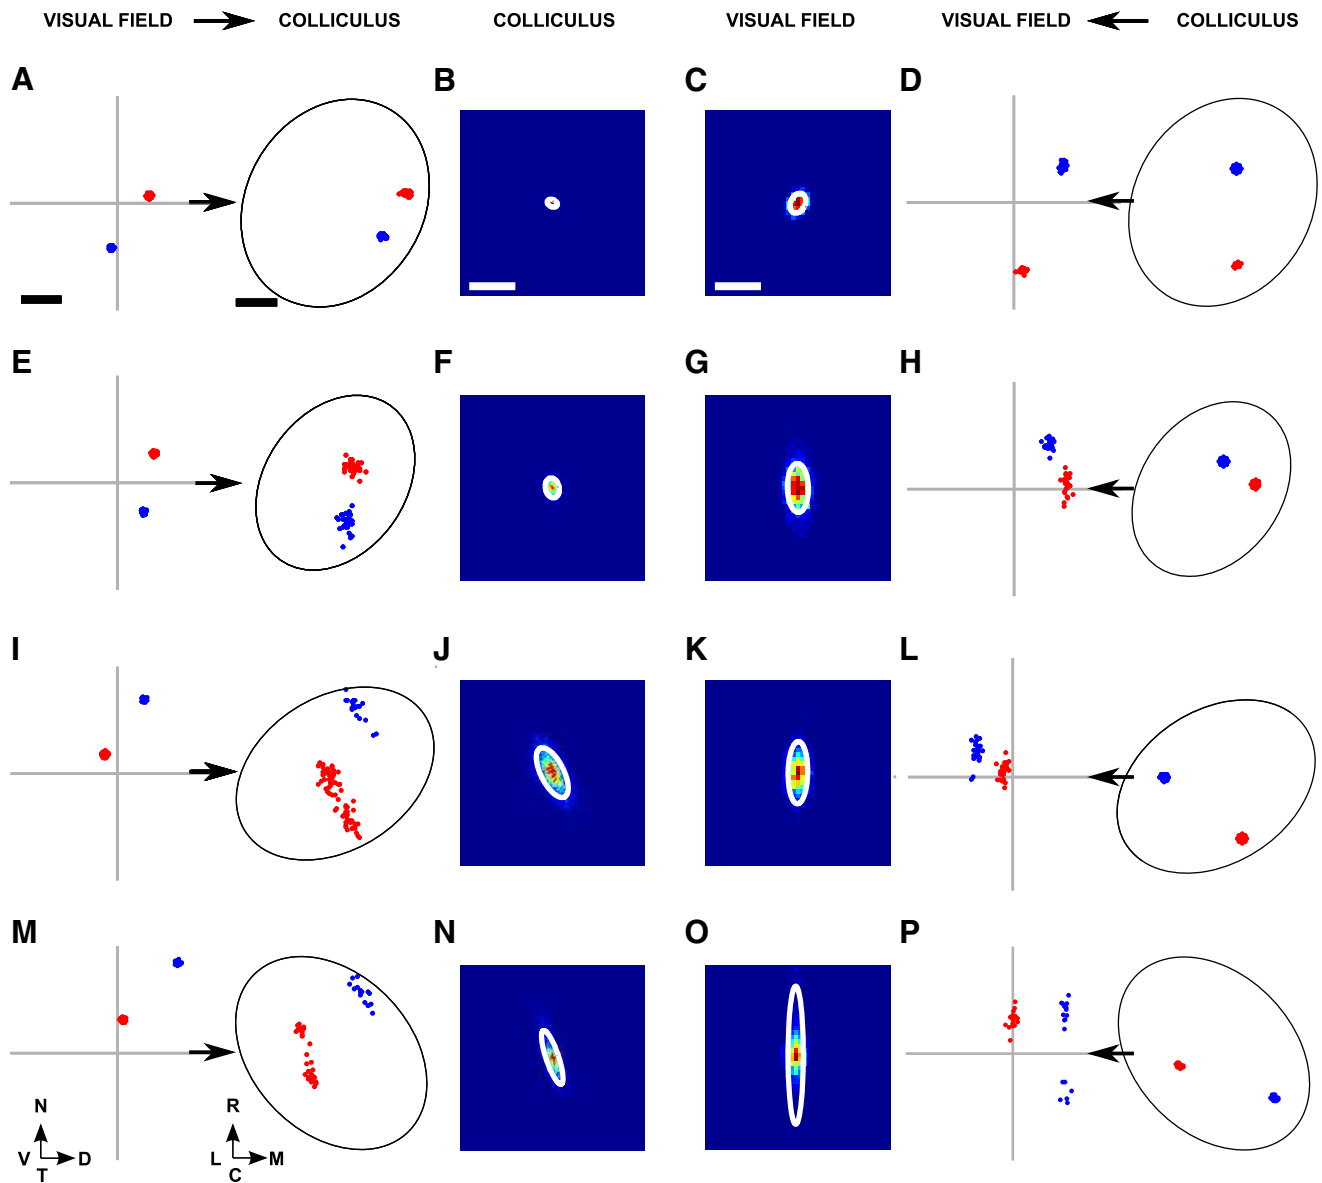 VISUAL FIELD COLLICULUS COLLICULUS VISUAL FIELD VISUAL FIELD COLLICULUS
A B C D
E F G H
I J K L
M N O P
N R
V D L M
T C